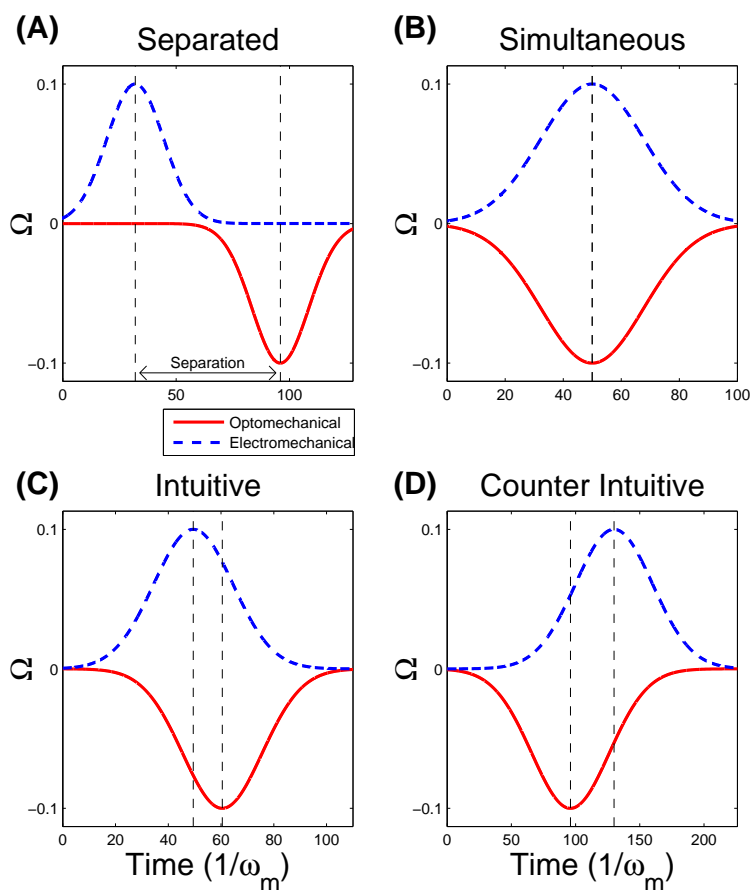 (A) Separated
(B) Simultaneous
0.1
0
−0.1
Ω
Separation
0 50 100
0.1
0
−0.1
Ω
0 20 40 60 80 100
Optomechanical
Electromechanical
(C) Intuitive
(D) Counter Intuitive
0.1
0
−0.1
Ω
0 20 40 60 80 100
Time (1/ωm)
0.1
0
−0.1
Ω
0 50 100 150 200
Time (1/ωm)